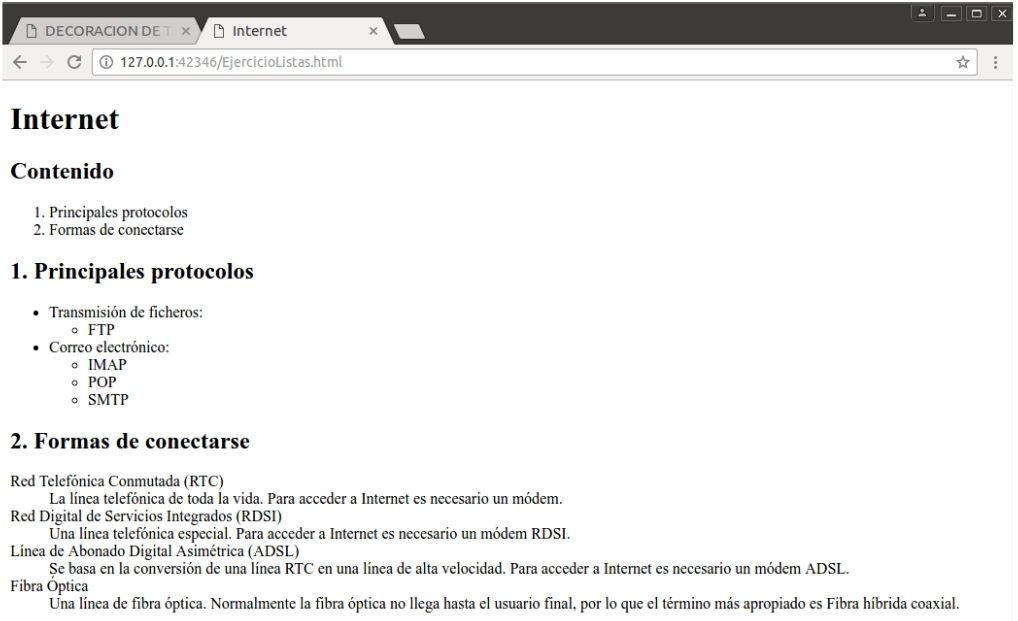 DECORACION DE T
Internet
127.0.0.1:42346/EjercicioListas.html
Internet
Contenido
1. Principales protocolos
2. Formas de conectarse
1. Principales protocolos
• Transmisión de ficheros:
◦ FTP
• Correo electrónico:
◦ IMAP
◦ POP
◦ SMTP
2. Formas de conectarse
Red Telefónica Conmutada (RTC)
La línea telefónica de toda la vida. Para acceder a Internet es necesario un módem.
Red Digital de Servicios Integrados (RDSI)
Una línea telefónica especial. Para acceder a Internet es necesario un módem RDSI.
Línea de Abonado Digital Asimétrica (ADSL)
Se basa en la conversión de una línea RTC en una línea de alta velocidad. Para acceder a Internet es necesario un módem ADSL.
Fibra Óptica
Una línea de fibra óptica. Normalmente la fibra óptica no llega hasta el usuario final, por lo que el término más apropiado es Fibra híbrida coaxial.